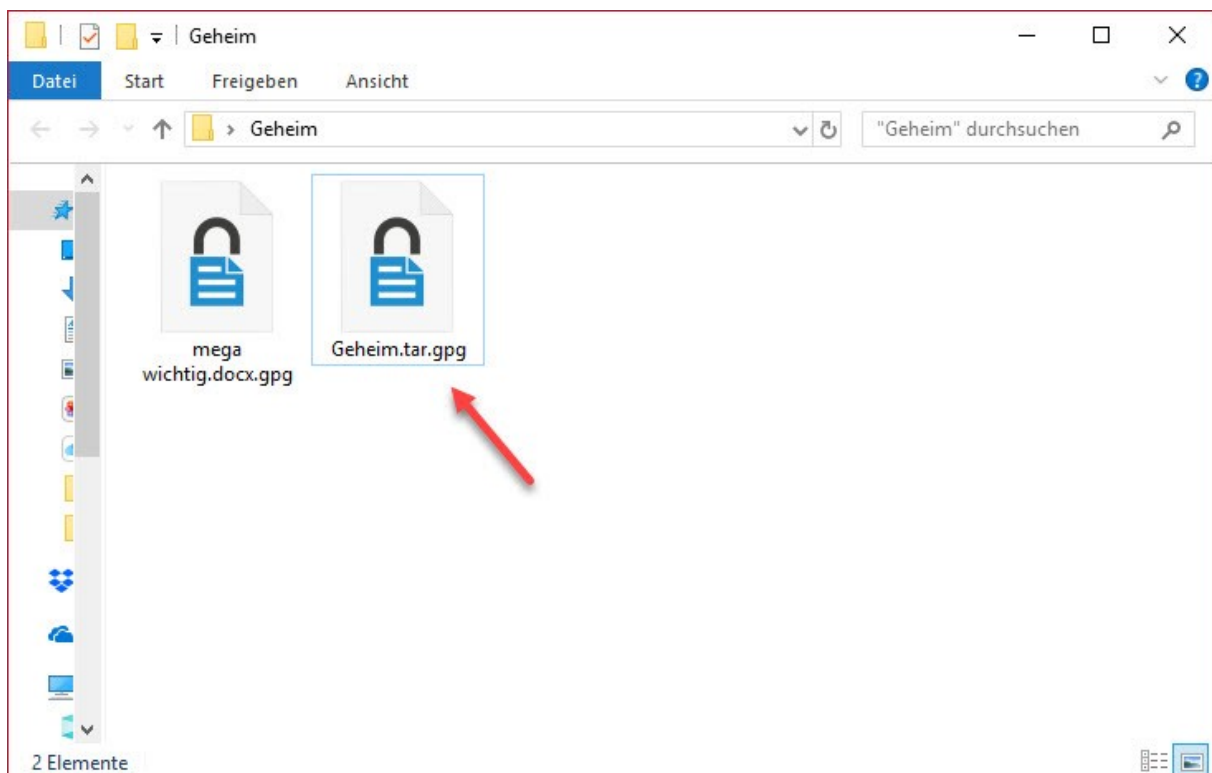 Geheim
Datei Start Freigeben Ansicht
Geheim
"Geheim" durchsuchen
mega
wichtig.docx.gpg
Geheim.tar.gpg
2 Elemente